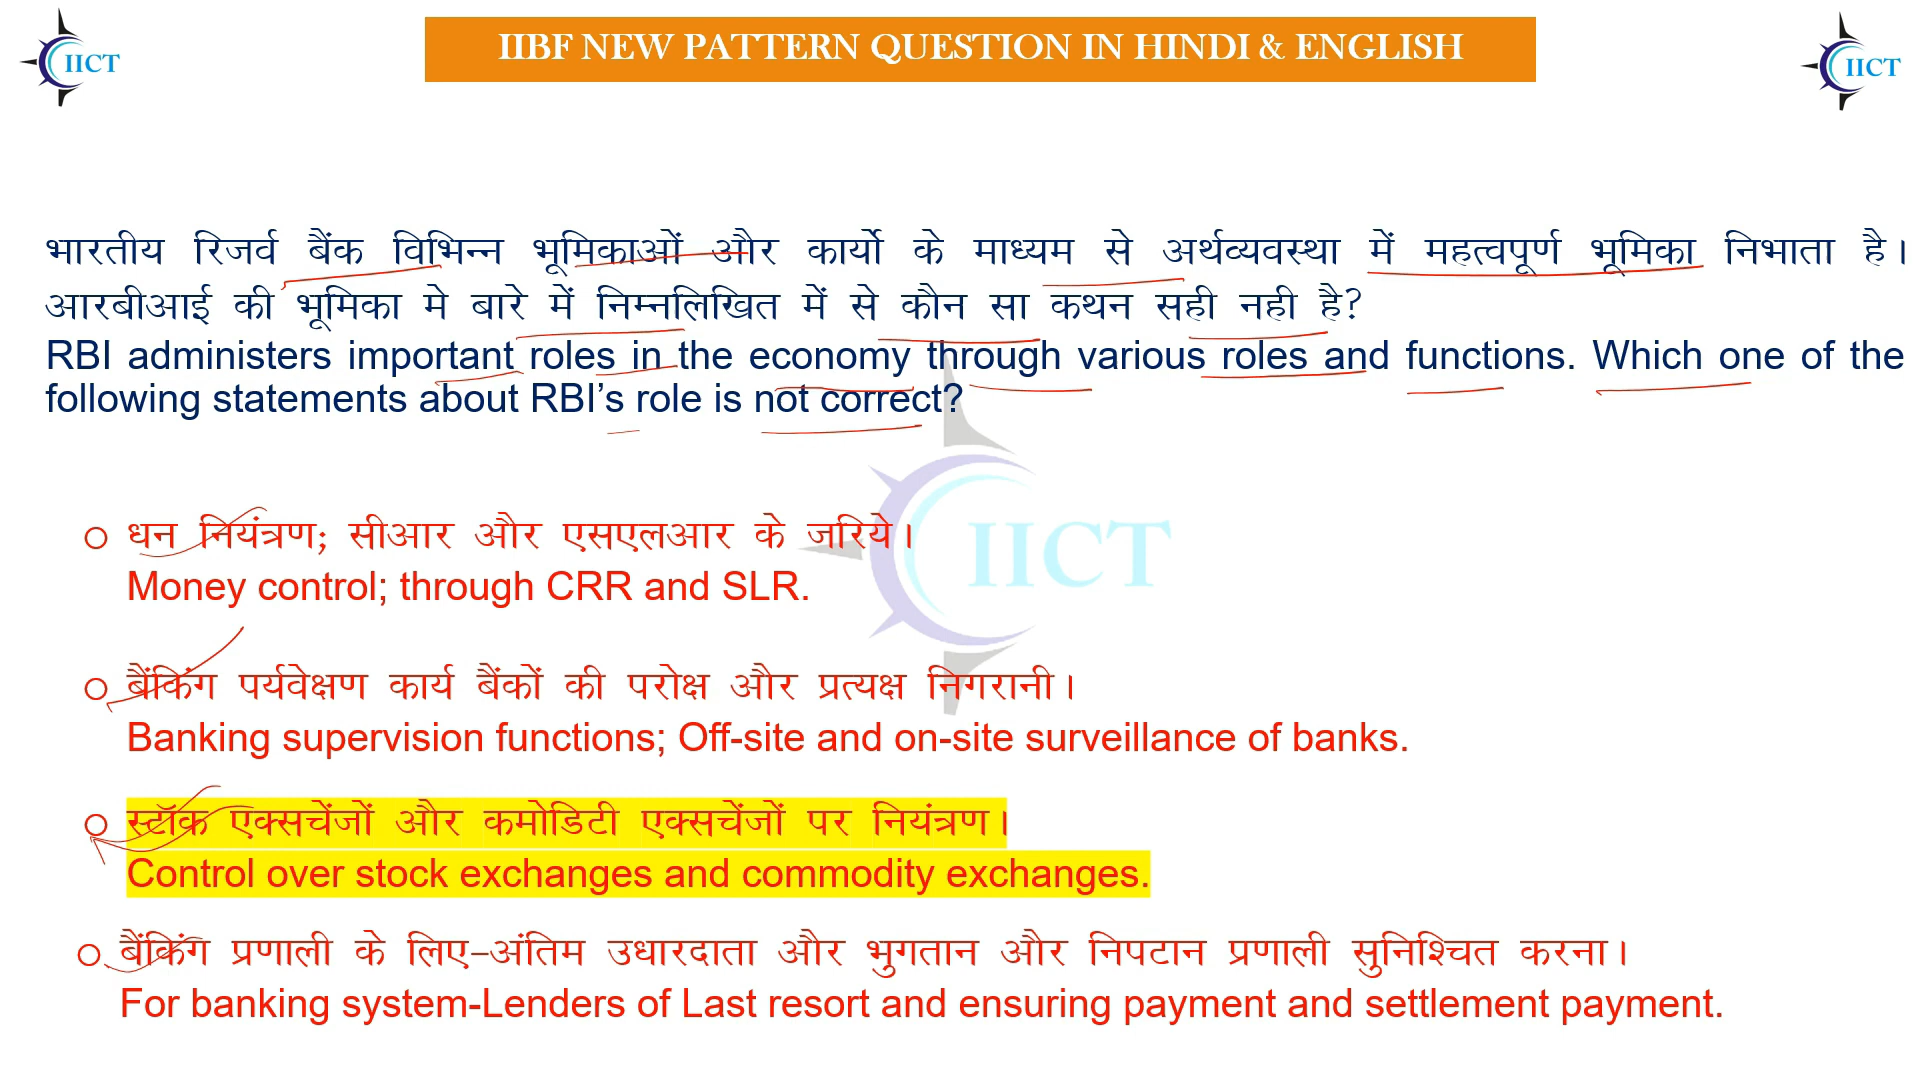 IICT
IIBF NEW PATTERN QUESTION IN HINDI & ENGLISH
IICT
भारतीय रिजर्व बैंक विभिन्न भूमिकाओं और कार्यो के माध्यम से अर्थव्यवस्था में महत्वपूर्ण भूमिका निभाता है।
आरबीआई की भूमिका मे बारे में निम्नलिखित में से कौन सा कथन सही नही है?
RBI administers important roles in the economy through various roles and functions. Which one of the
following statements about RBI’s role is not correct?
धन नियंत्रण; सीआर और एसएलआर के जरिये।
Money control; through CRR and SLR.
IICT
बैंकिंग पर्यवेक्षण कार्य बैंकों की परोक्ष और प्रत्यक्ष निगरानी।
Banking supervision functions; Off-site and on-site surveillance of banks.
स्टॉक एक्सचेंजों और कमोडिटी एक्सचेंजों पर नियंत्रण।
Control over stock exchanges and commodity exchanges.
बैंकिंग प्रणाली के लिए-अंतिम उधारदाता और भुगतान और निपटान प्रणाली सुनिश्चित करना।
For banking system-Lenders of Last resort and ensuring payment and settlement payment.